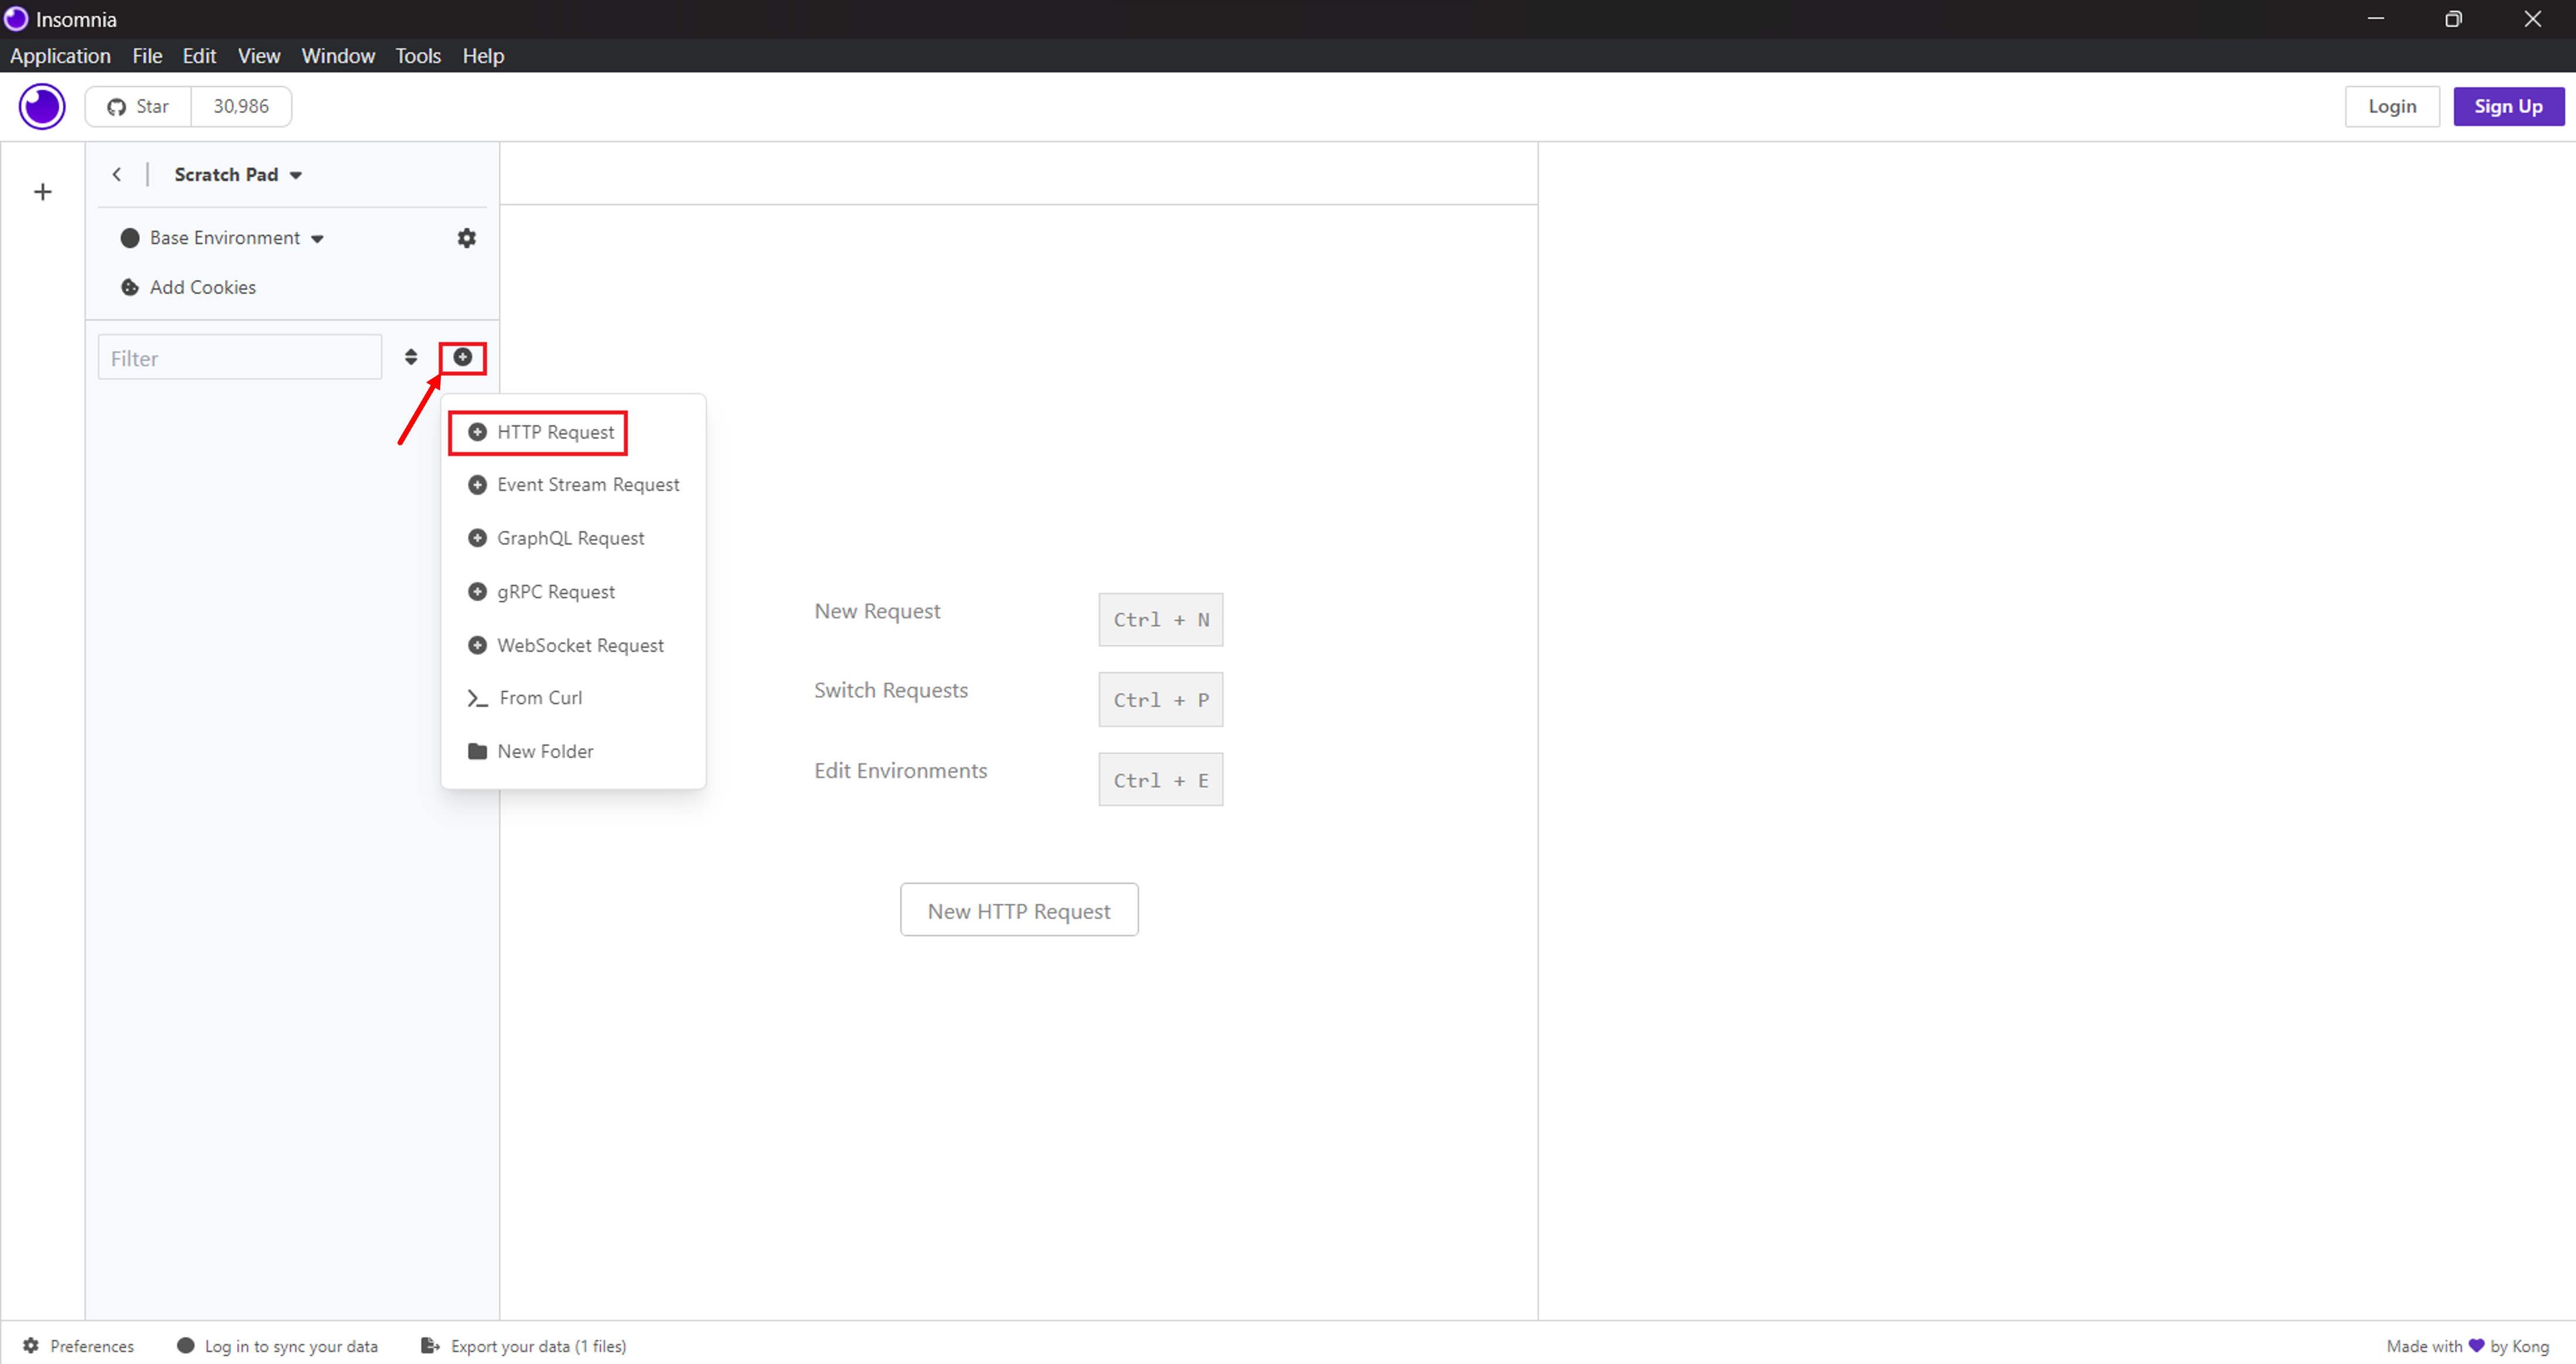 Insomnia
Application File Edit View Window Tools Help
Star 30,986
Login Sign Up
Scratch Pad
Base Environment
Add Cookies
Filter
HTTP Request
Event Stream Request
GraphQL Request
gRPC Request
WebSocket Request
From Curl
New Folder
New Request Ctrl + N
Switch Requests Ctrl + P
Edit Environments Ctrl + E
New HTTP Request
Preferences Log in to sync your data Export your data (1 files) Made with by Kong